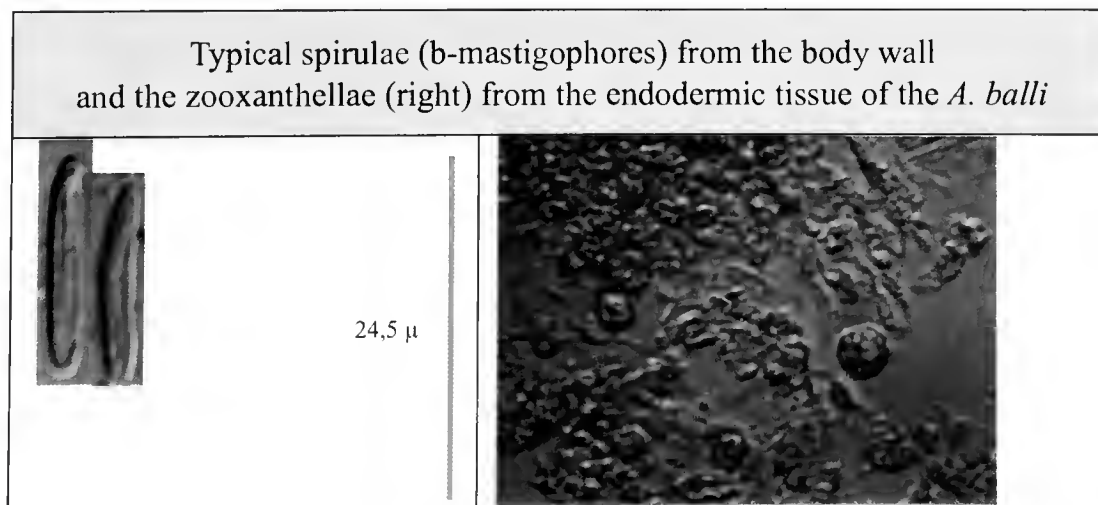 Typical spirulae (b-mastigophores) from the body wall
and the zooxanthellae (right) from the endodermic tissue of the A. balli
24,5 µ